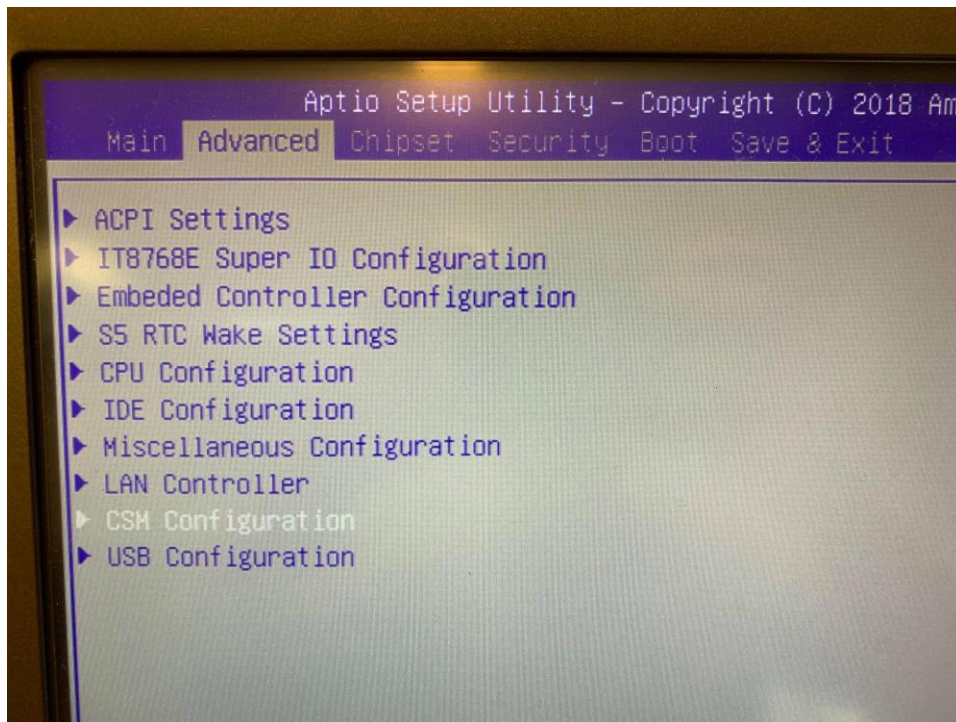 Aptio Setup Utility - Copyright (C) 2018 Am
Main Advanced Chipset Security Boot Save & Exit
ACPI Settings
IT8768E Super IO Configuration
Embeded Controller Configuration
S5 RTC Wake Settings
CPU Configuration
IDE Configuration
Miscellaneous Configuration
LAN Controller
CSM Configuration
USB Configuration